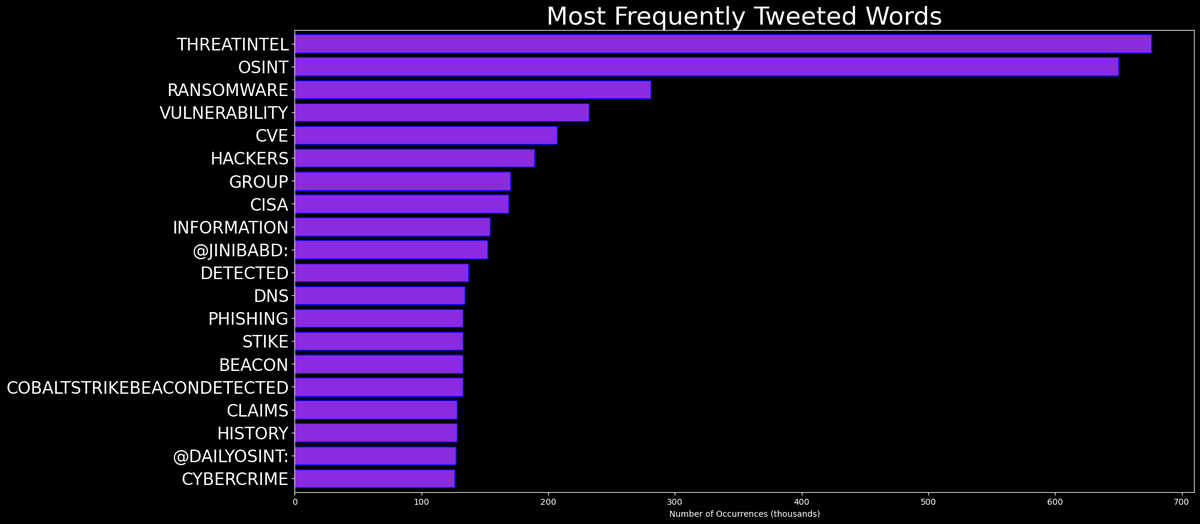 Most Frequently Tweeted Words
THREATINTEL
OSINT
RANSOMWARE
VULNERABILITY
CVE
HACKERS
GROUP
CISA
INFORMATION
@JINIBABD:
DETECTED
DNS
PHISHING
STIKE
BEACON
COBALTSTRIKEBEACONDETECTED
CLAIMS
HISTORY
@DAILYOSINT:
CYBERCRIME
0 100 200 300 400 500 600 700
Number of Occurrences (thousands)